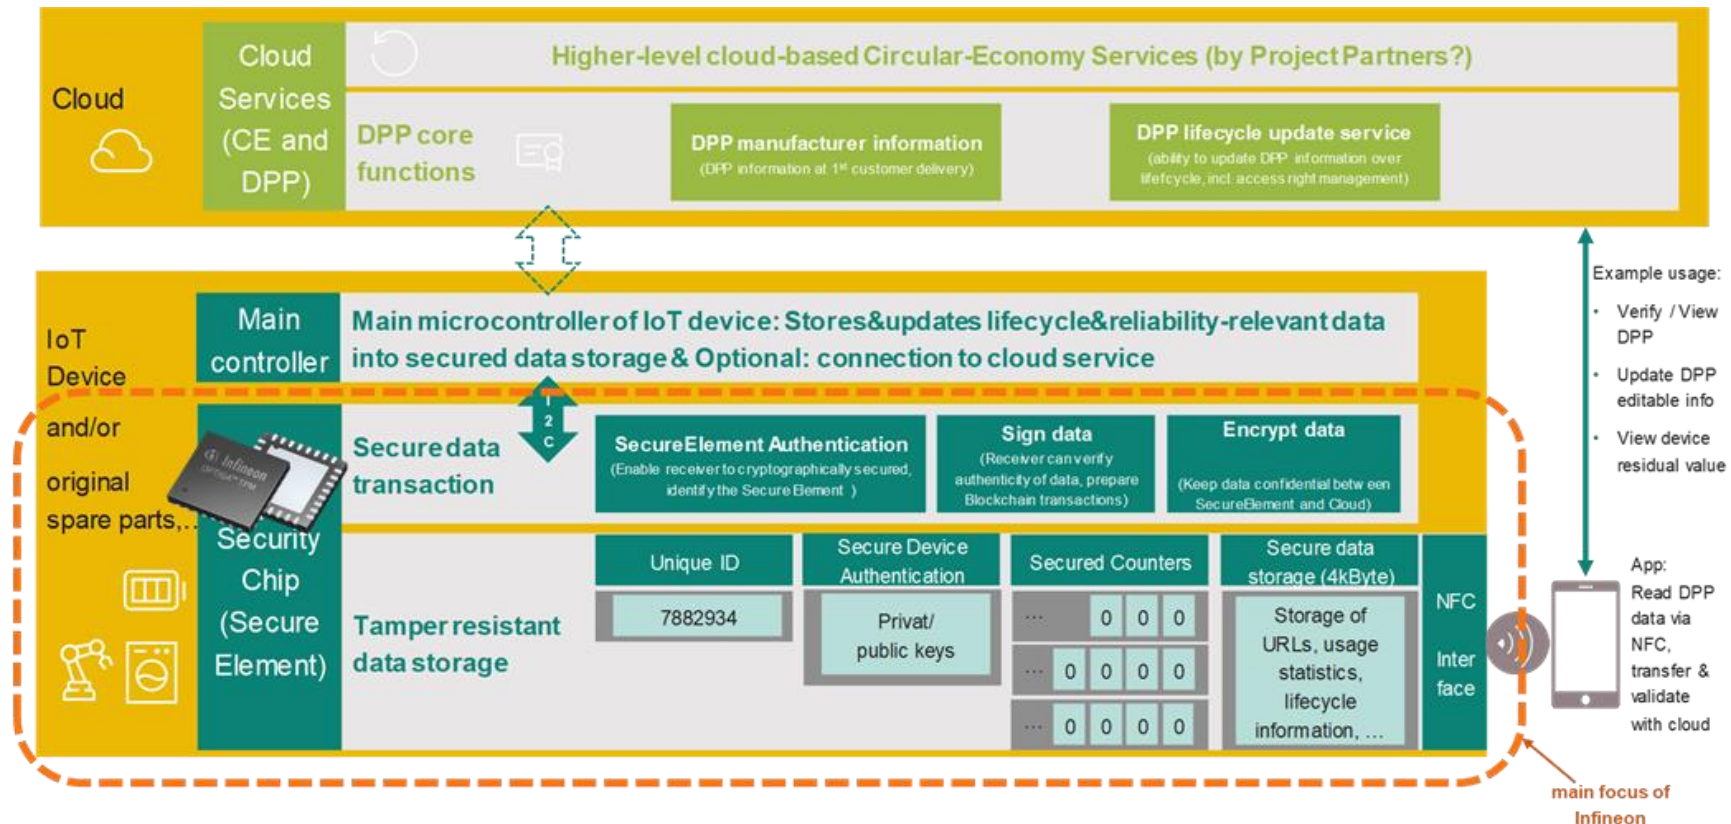 Cloud
Cloud
Services
(CE and
DPP)
Higher-level cloud-based Circular-Economy Services (by Project Partners?)
DPP core
functions
DPP manufacturer information
(DPP information at 1st customer delivery)
DPP lifecycle update service
(ability to update DPP information over
lifefcycle, incl. access right management)
IoT
Device
and/or
original
spare parts,..
Main
controller
Main microcontroller of IoT device: Stores&updates lifecycle&reliability-relevant data
into secured data storage & Optional: connection to cloud service
I
2
C
Infineon
OPTIGA™ TPM
Security
Chip
(Secure
Element)
Secure data
transaction
SecureElement Authentication
(Enable receiver to cryptographically secured,
identify the Secure Element )
Sign data
(Receiver can verify
authenticity of data, prepare
Blockchain transactions)
Encrypt data
(Keep data confidential between
SecureElement and Cloud)
Tamper resistant
data storage
Unique ID
7882934
Secure Device
Authentication
Privat/
public keys
Secured Counters
... 0 0 0
... 0 0 0 0
... 0 0 0 0
Secure data
storage (4kByte)
Storage of
URLs, usage
statistics,
lifecycle
information, ...
NFC
Inter
face
Example usage:
• Verify / View
DPP
• Update DPP
editable info
• View device
residual value
App:
Read DPP
data via
NFC,
transfer &
validate
with cloud
main focus of
Infineon